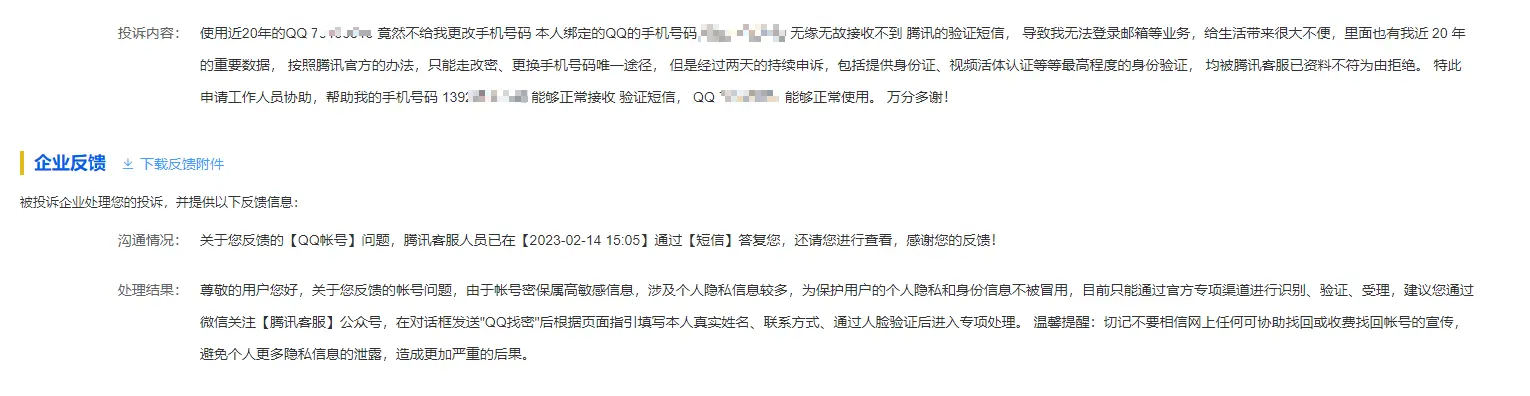 投诉内容： 使用近20年的QQ 7 竟然不给我更改手机号码 本人绑定的QQ的手机号码 无缘无故接收不到 腾讯的验证短信， 导致我无法登录邮箱等业务，给生活带来很大不便，里面也有我近 20 年
的重要数据， 按照腾讯官方的办法，只能走改密、更换手机号码唯一途径， 但是经过两天的持续申诉，包括提供身份证、视频活体认证等等最高程度的身份验证， 均被腾讯客服已资料不符为由拒绝。 特此
申请工作人员协助，帮助我的手机号码 139 能够正常接收 验证短信， QQ 能够正常使用。 万分多谢！
企业反馈 下载反馈附件
被投诉企业处理您的投诉，并提供以下反馈信息：
沟通情况： 关于您反馈的【QQ帐号】问题，腾讯客服人员已在【2023-02-14 15:05】通过【短信】答复您，还请您进行查看，感谢您的反馈！
处理结果： 尊敬的用户您好，关于您反馈的帐号问题，由于帐号密保属高敏感信息，涉及个人隐私信息较多，为保护用户的个人隐私和身份信息不被冒用，目前只能通过官方专项渠道进行识别、验证、受理，建议您通过
微信关注【腾讯客服】公众号，在对话框发送"QQ找密"后根据页面指引填写本人真实姓名、联系方式、通过人脸验证后进入专项处理。 温馨提醒：切记不要相信网上任何可协助找回或收费找回帐号的宣传，
避免个人更多隐私信息的泄露，造成更加严重的后果。